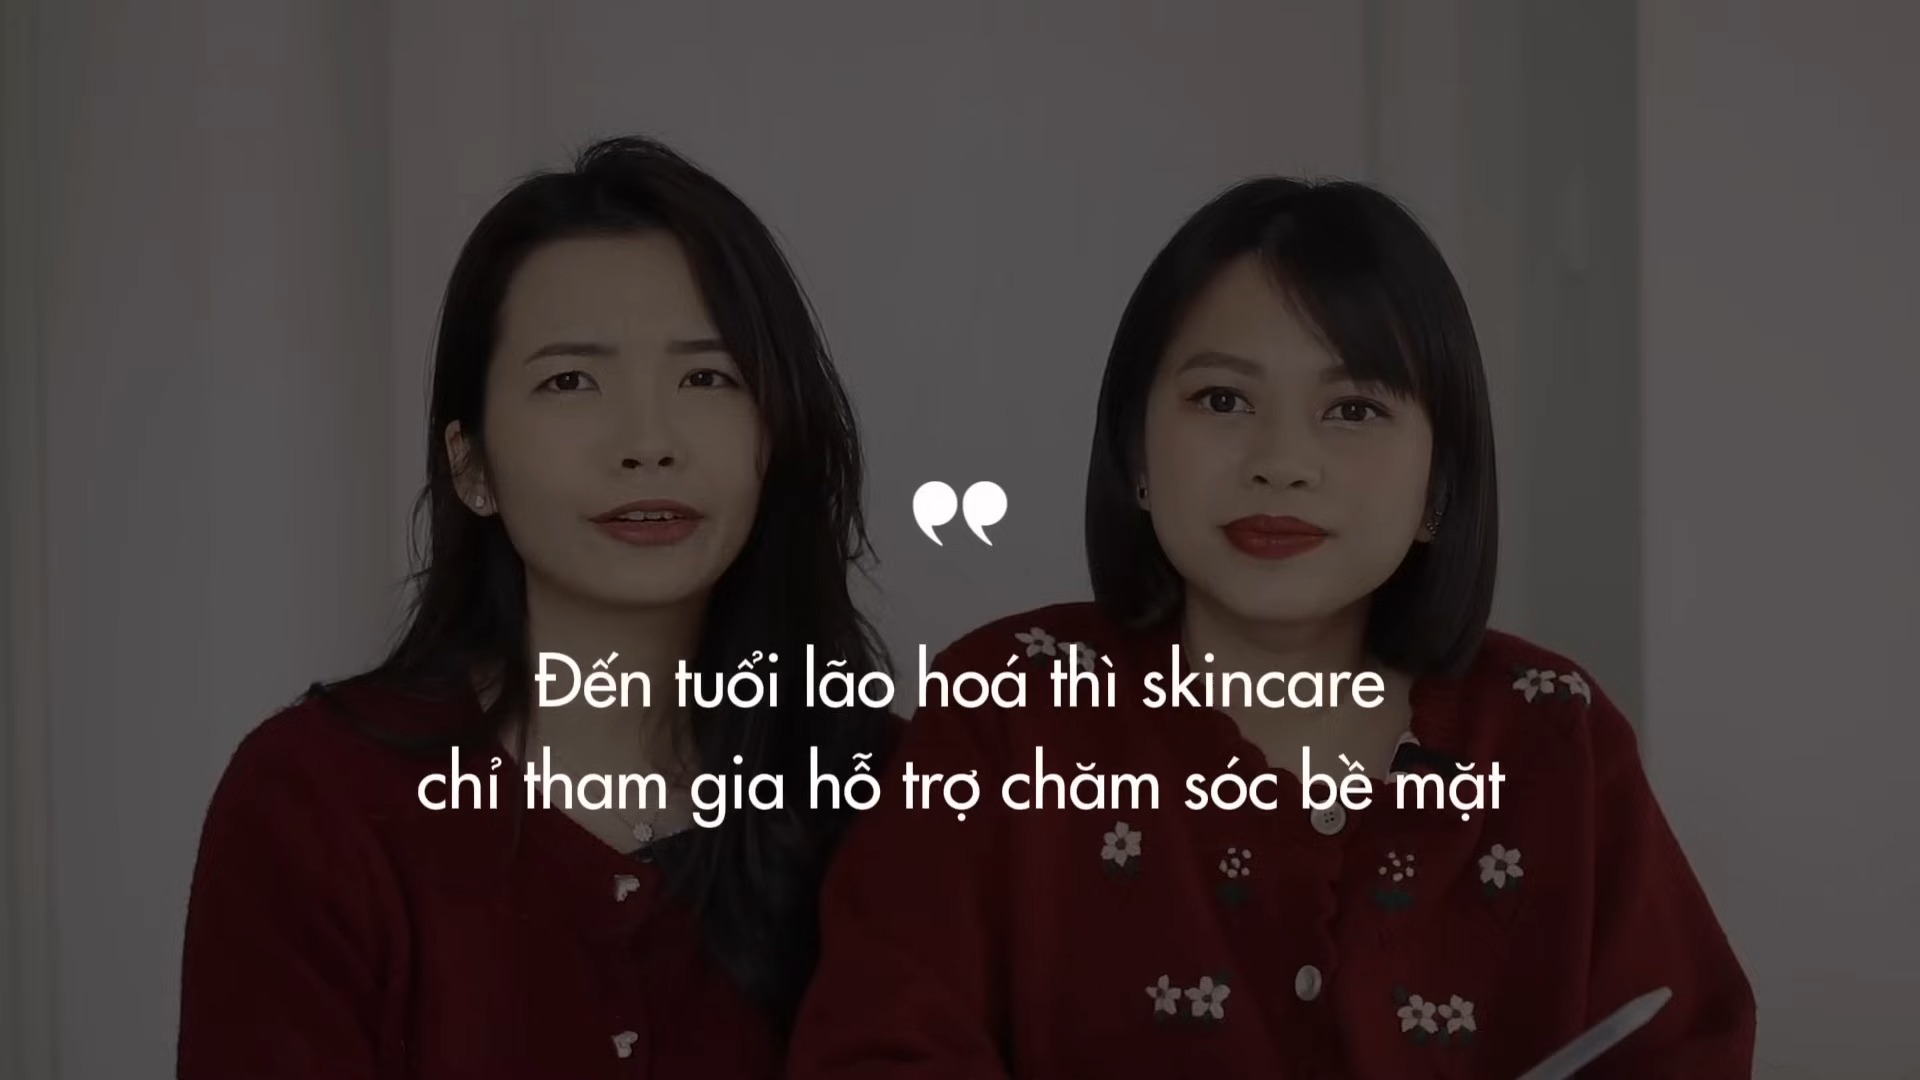 ❟❟
Đến tuổi lão hoá thì skincare
chỉ tham gia hỗ trợ chăm sóc bề mặt